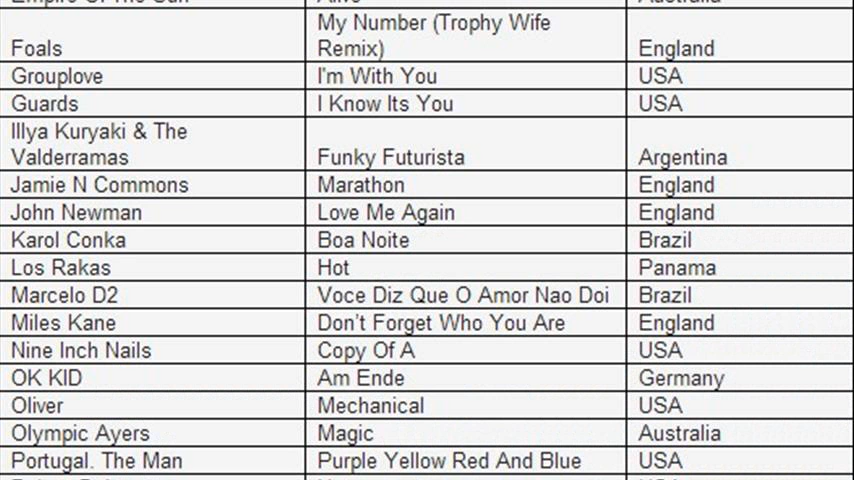 My Number (Trophy Wife
Foals Remix) England
Grouplove I'm With You USA
Guards I Know Its You USA
Illya Kuryaki & The
Valderramas Funky Futurista Argentina
Jamie N Commons Marathon England
John Newman Love Me Again England
Karol Conka Boa Noite Brazil
Los Rakas Hot Panama
Marcelo D2 Voce Diz Que O Amor Nao Doi Brazil
Miles Kane Don't Forget Who You Are England
Nine Inch Nails Copy Of A USA
OK KID Am Ende Germany
Oliver Mechanical USA
Olympic Ayers Magic Australia
Portugal. The Man Purple Yellow Red And Blue USA